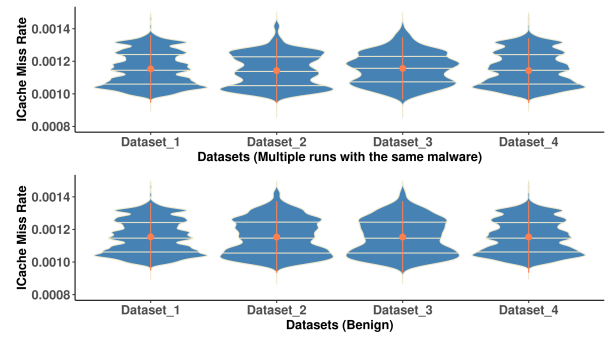 ICache Miss Rate
0.0014
0.0012
0.0010
0.0008
Dataset_1 Dataset_2 Dataset_3 Dataset_4
Datasets (Multiple runs with the same malware)
ICache Miss Rate
0.0014
0.0012
0.0010
0.0008
Dataset_1 Dataset_2 Dataset_3 Dataset_4
Datasets (Benign)